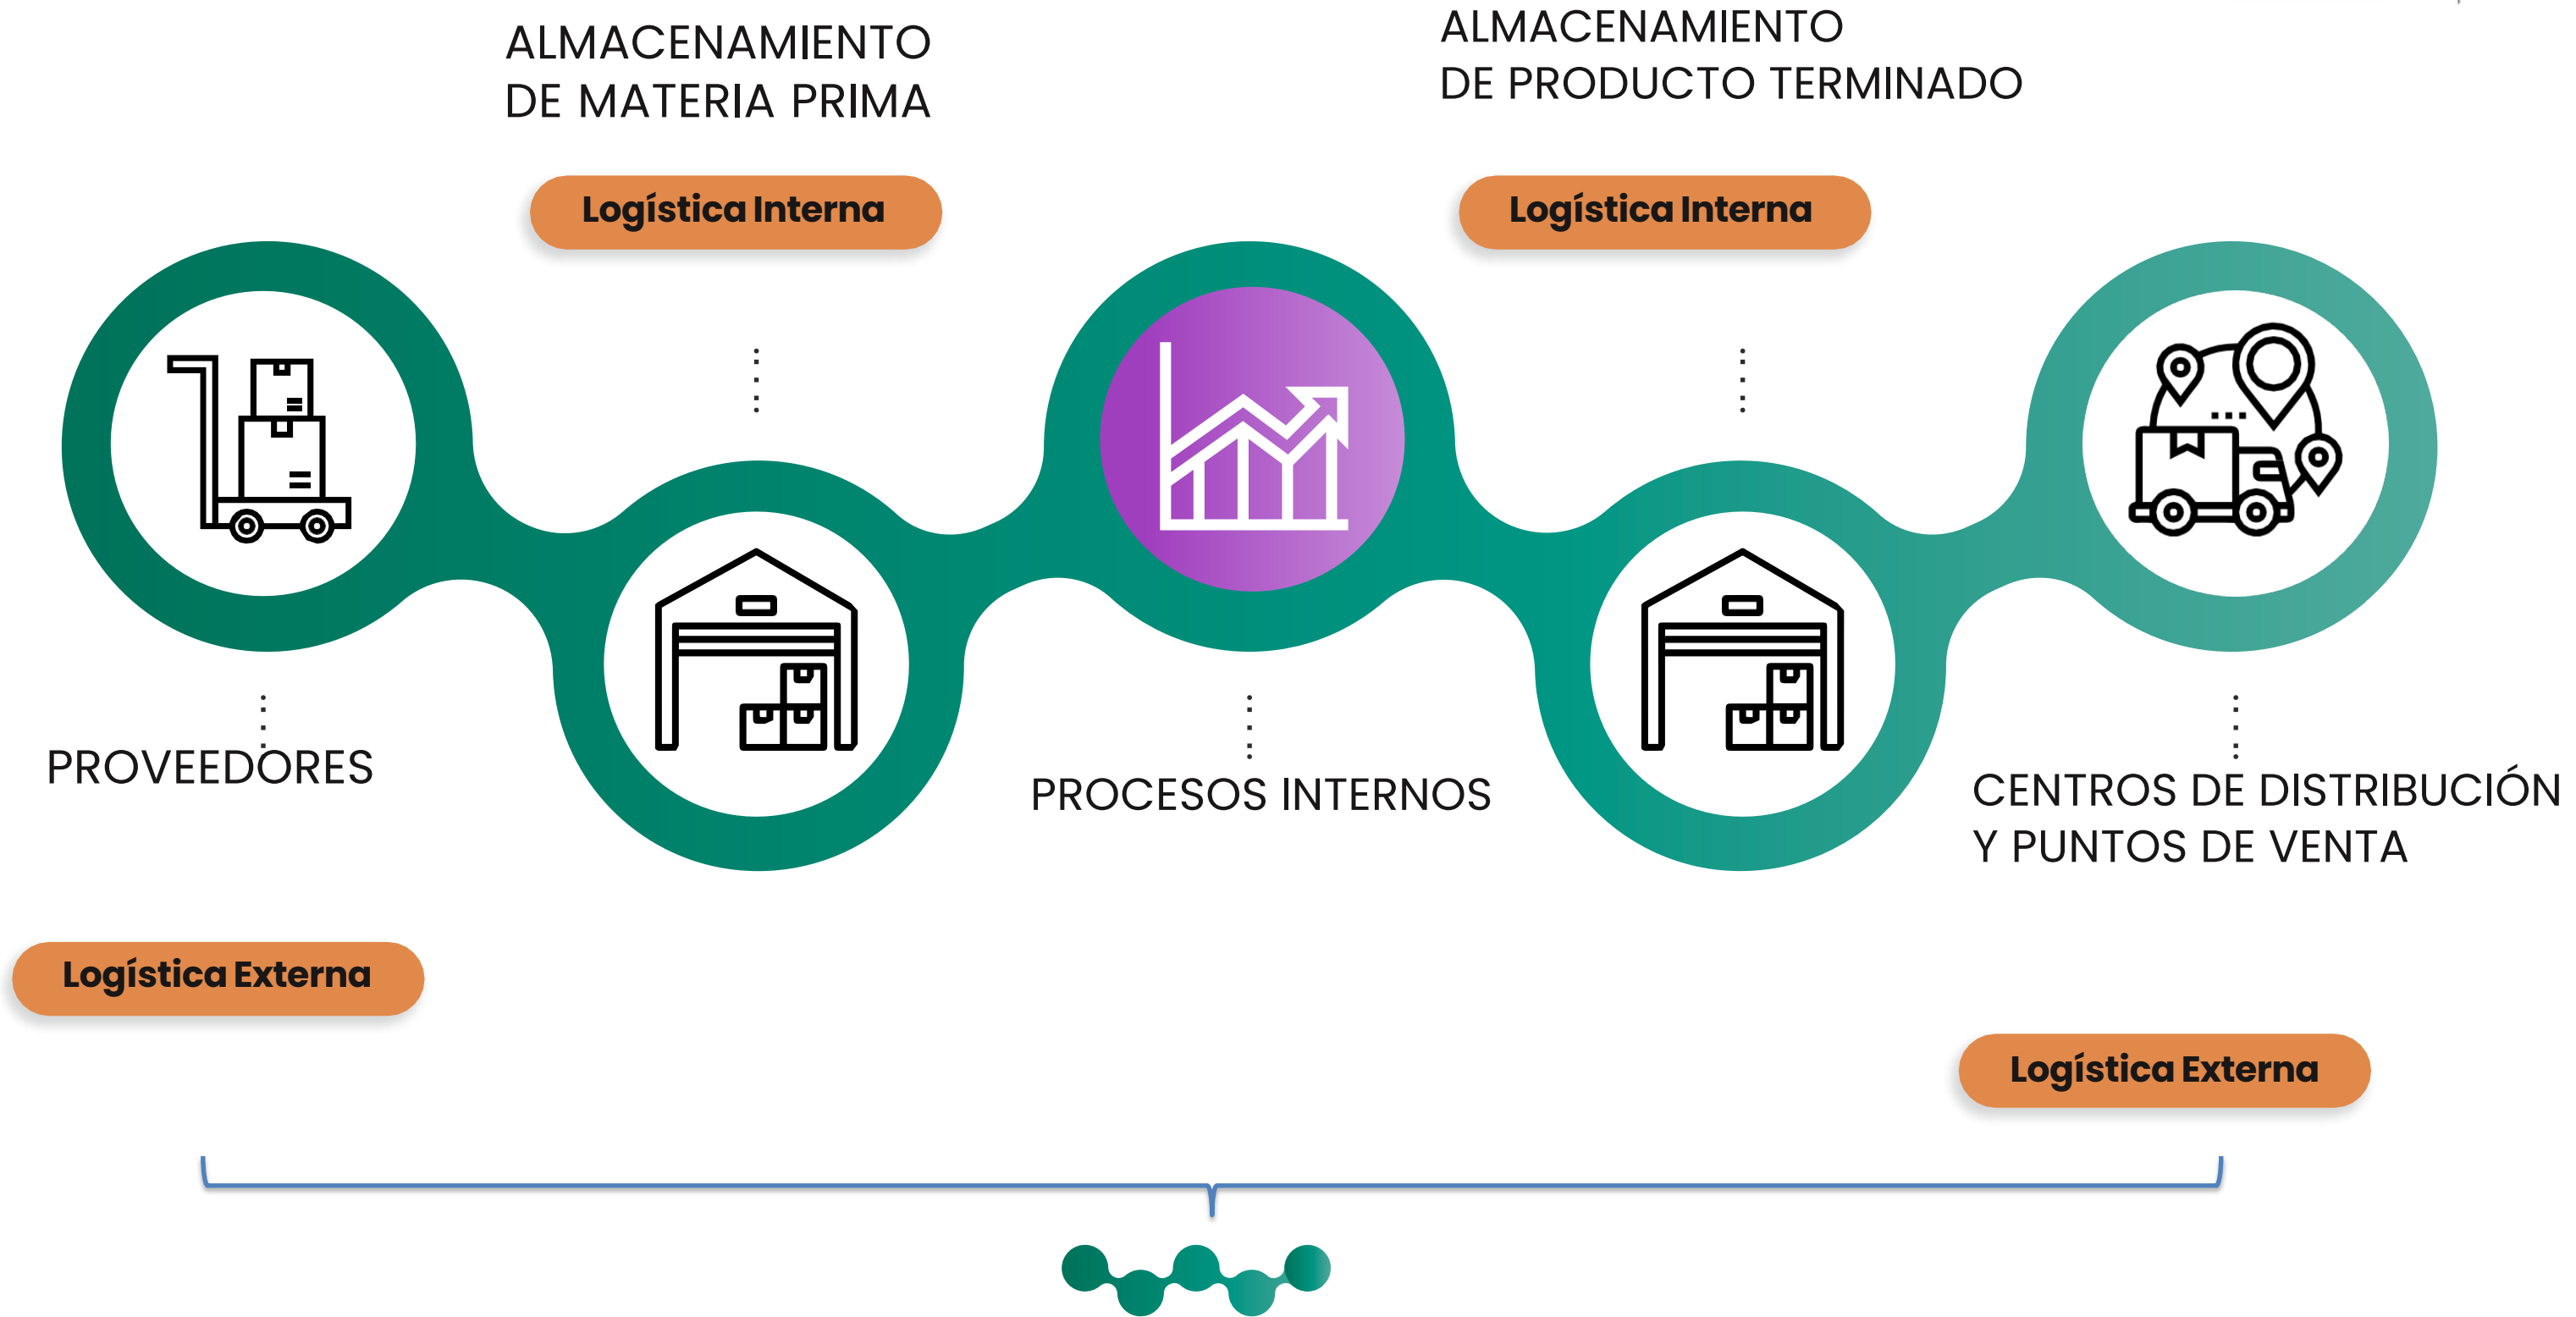 ALMACENAMIENTO
DE MATERIA PRIMA
Logística Interna
ALMACENAMIENTO
DE PRODUCTO TERMINADO
Logística Interna
PROVEEDORES
Logística Externa
PROCESOS INTERNOS
CENTROS DE DISTRIBUCIÓN
Y PUNTOS DE VENTA
Logística Externa